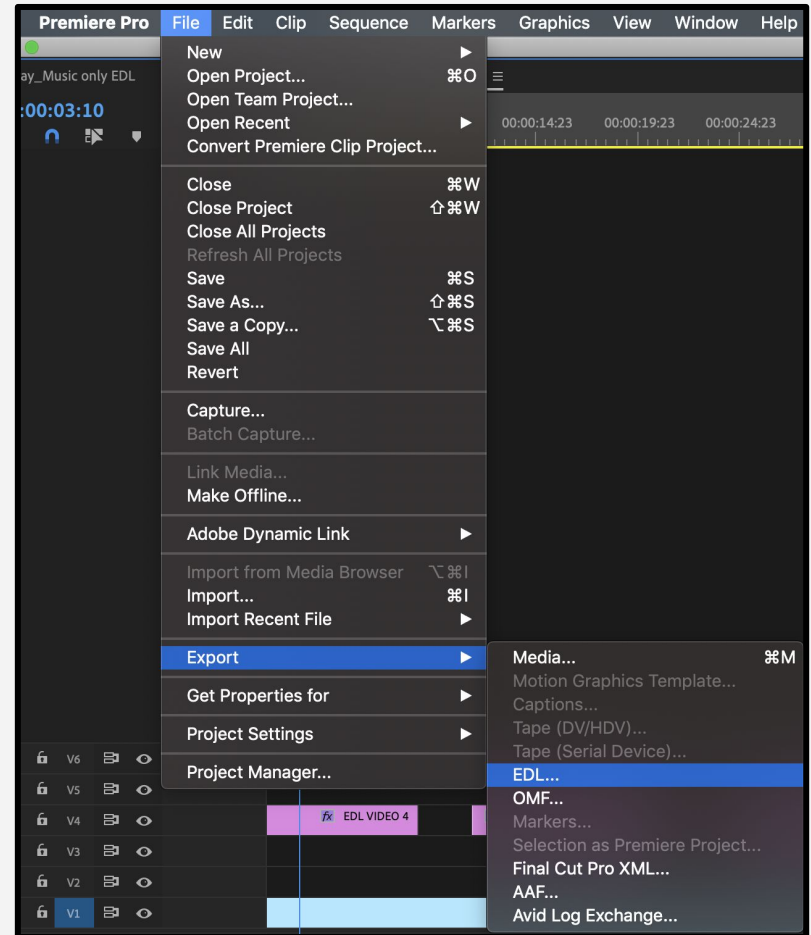 Premiere Pro File Edit Clip Sequence Markers Graphics View Window Help
ay_Music only EDL
:00:03:10
00:00:14:23 00:00:19:23 00:00:24:23
New
Open Project... ⌘O
Open Team Project...
Open Recent
Convert Premiere Clip Project...
Close ⌘W
Close Project ⇧⌘W
Close All Projects
Refresh All Projects
Save ⌘S
Save As... ⇧⌘S
Save a Copy... ⌥⌘S
Save All
Revert
Capture...
Batch Capture...
Link Media...
Make Offline...
Adobe Dynamic Link
Import from Media Browser ⌥⌘I
Import... ⌘I
Import Recent File
Export
Get Properties for
Project Settings
Project Manager...
Media... ⌘M
Motion Graphics Template...
Captions...
Tape (DV/HDV)...
Tape (Serial Device)...
EDL...
OMF...
Markers...
Selection as Premiere Project...
Final Cut Pro XML...
AAF...
Avid Log Exchange...
V6
V5
V4 fx EDL VIDEO 4
V3
V2
V1